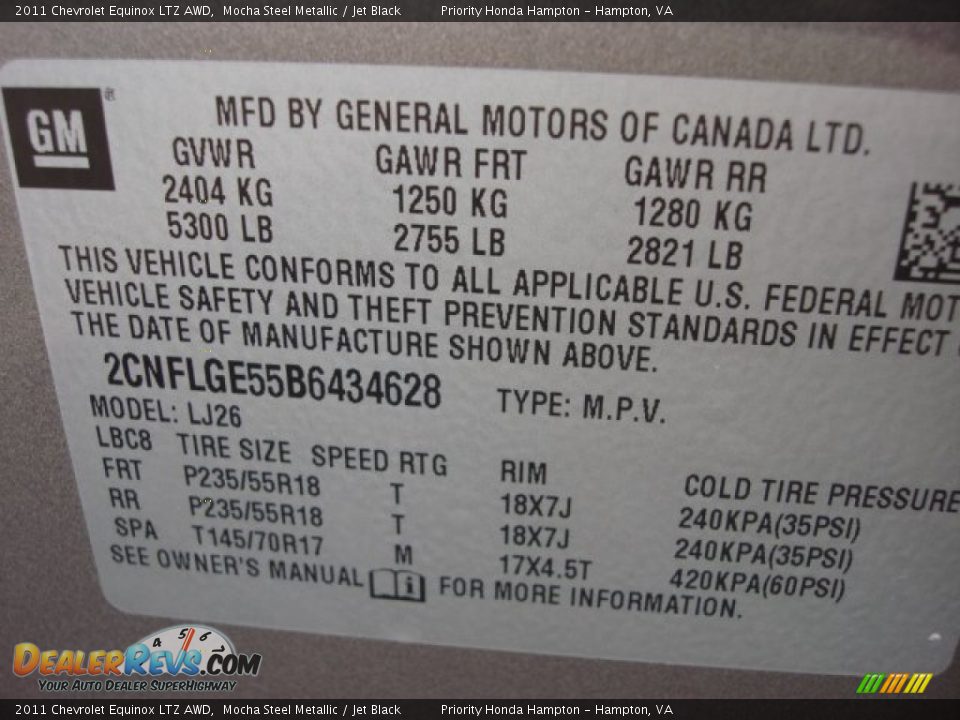 2011 Chevrolet Equinox LTZ AWD, Mocha Steel Metallic / Jet Black Priority Honda Hampton - Hampton, VA
GM
MFD BY GENERAL MOTORS OF CANADA LTD.
GVWR GAWR FRT GAWR RR
2404 KG 1250 KG 1280 KG
5300 LB 2755 LB 2821 LB
THIS VEHICLE CONFORMS TO ALL APPLICABLE U.S. FEDERAL MOT
VEHICLE SAFETY AND THEFT PREVENTION STANDARDS IN EFFECT
THE DATE OF MANUFACTURE SHOWN ABOVE.
2CNFLGE55B6434628 TYPE: M.P.V.
MODEL: LJ26
LBC8 TIRE SIZE SPEED RTG RIM COLD TIRE PRESSURE
FRT P235/55R18 T 18X7J 240KPA(35PSI)
RR P235/55R18 T 18X7J 240KPA(35PSI)
SPA T145/70R17 M 17X4.5T 420KPA(60PSI)
SEE OWNER'S MANUAL FOR MORE INFORMATION.
DEALERREVS.COM
YOUR AUTO DEALER SUPERHIGHWAY
2011 Chevrolet Equinox LTZ AWD, Mocha Steel Metallic / Jet Black Priority Honda Hampton - Hampton, VA